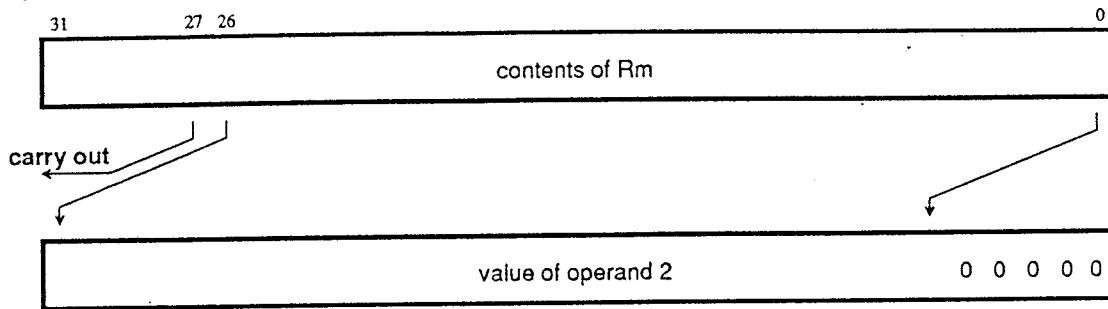 31 27 26 0
contents of Rm
carry out
value of operand 2 0 0 0 0 0